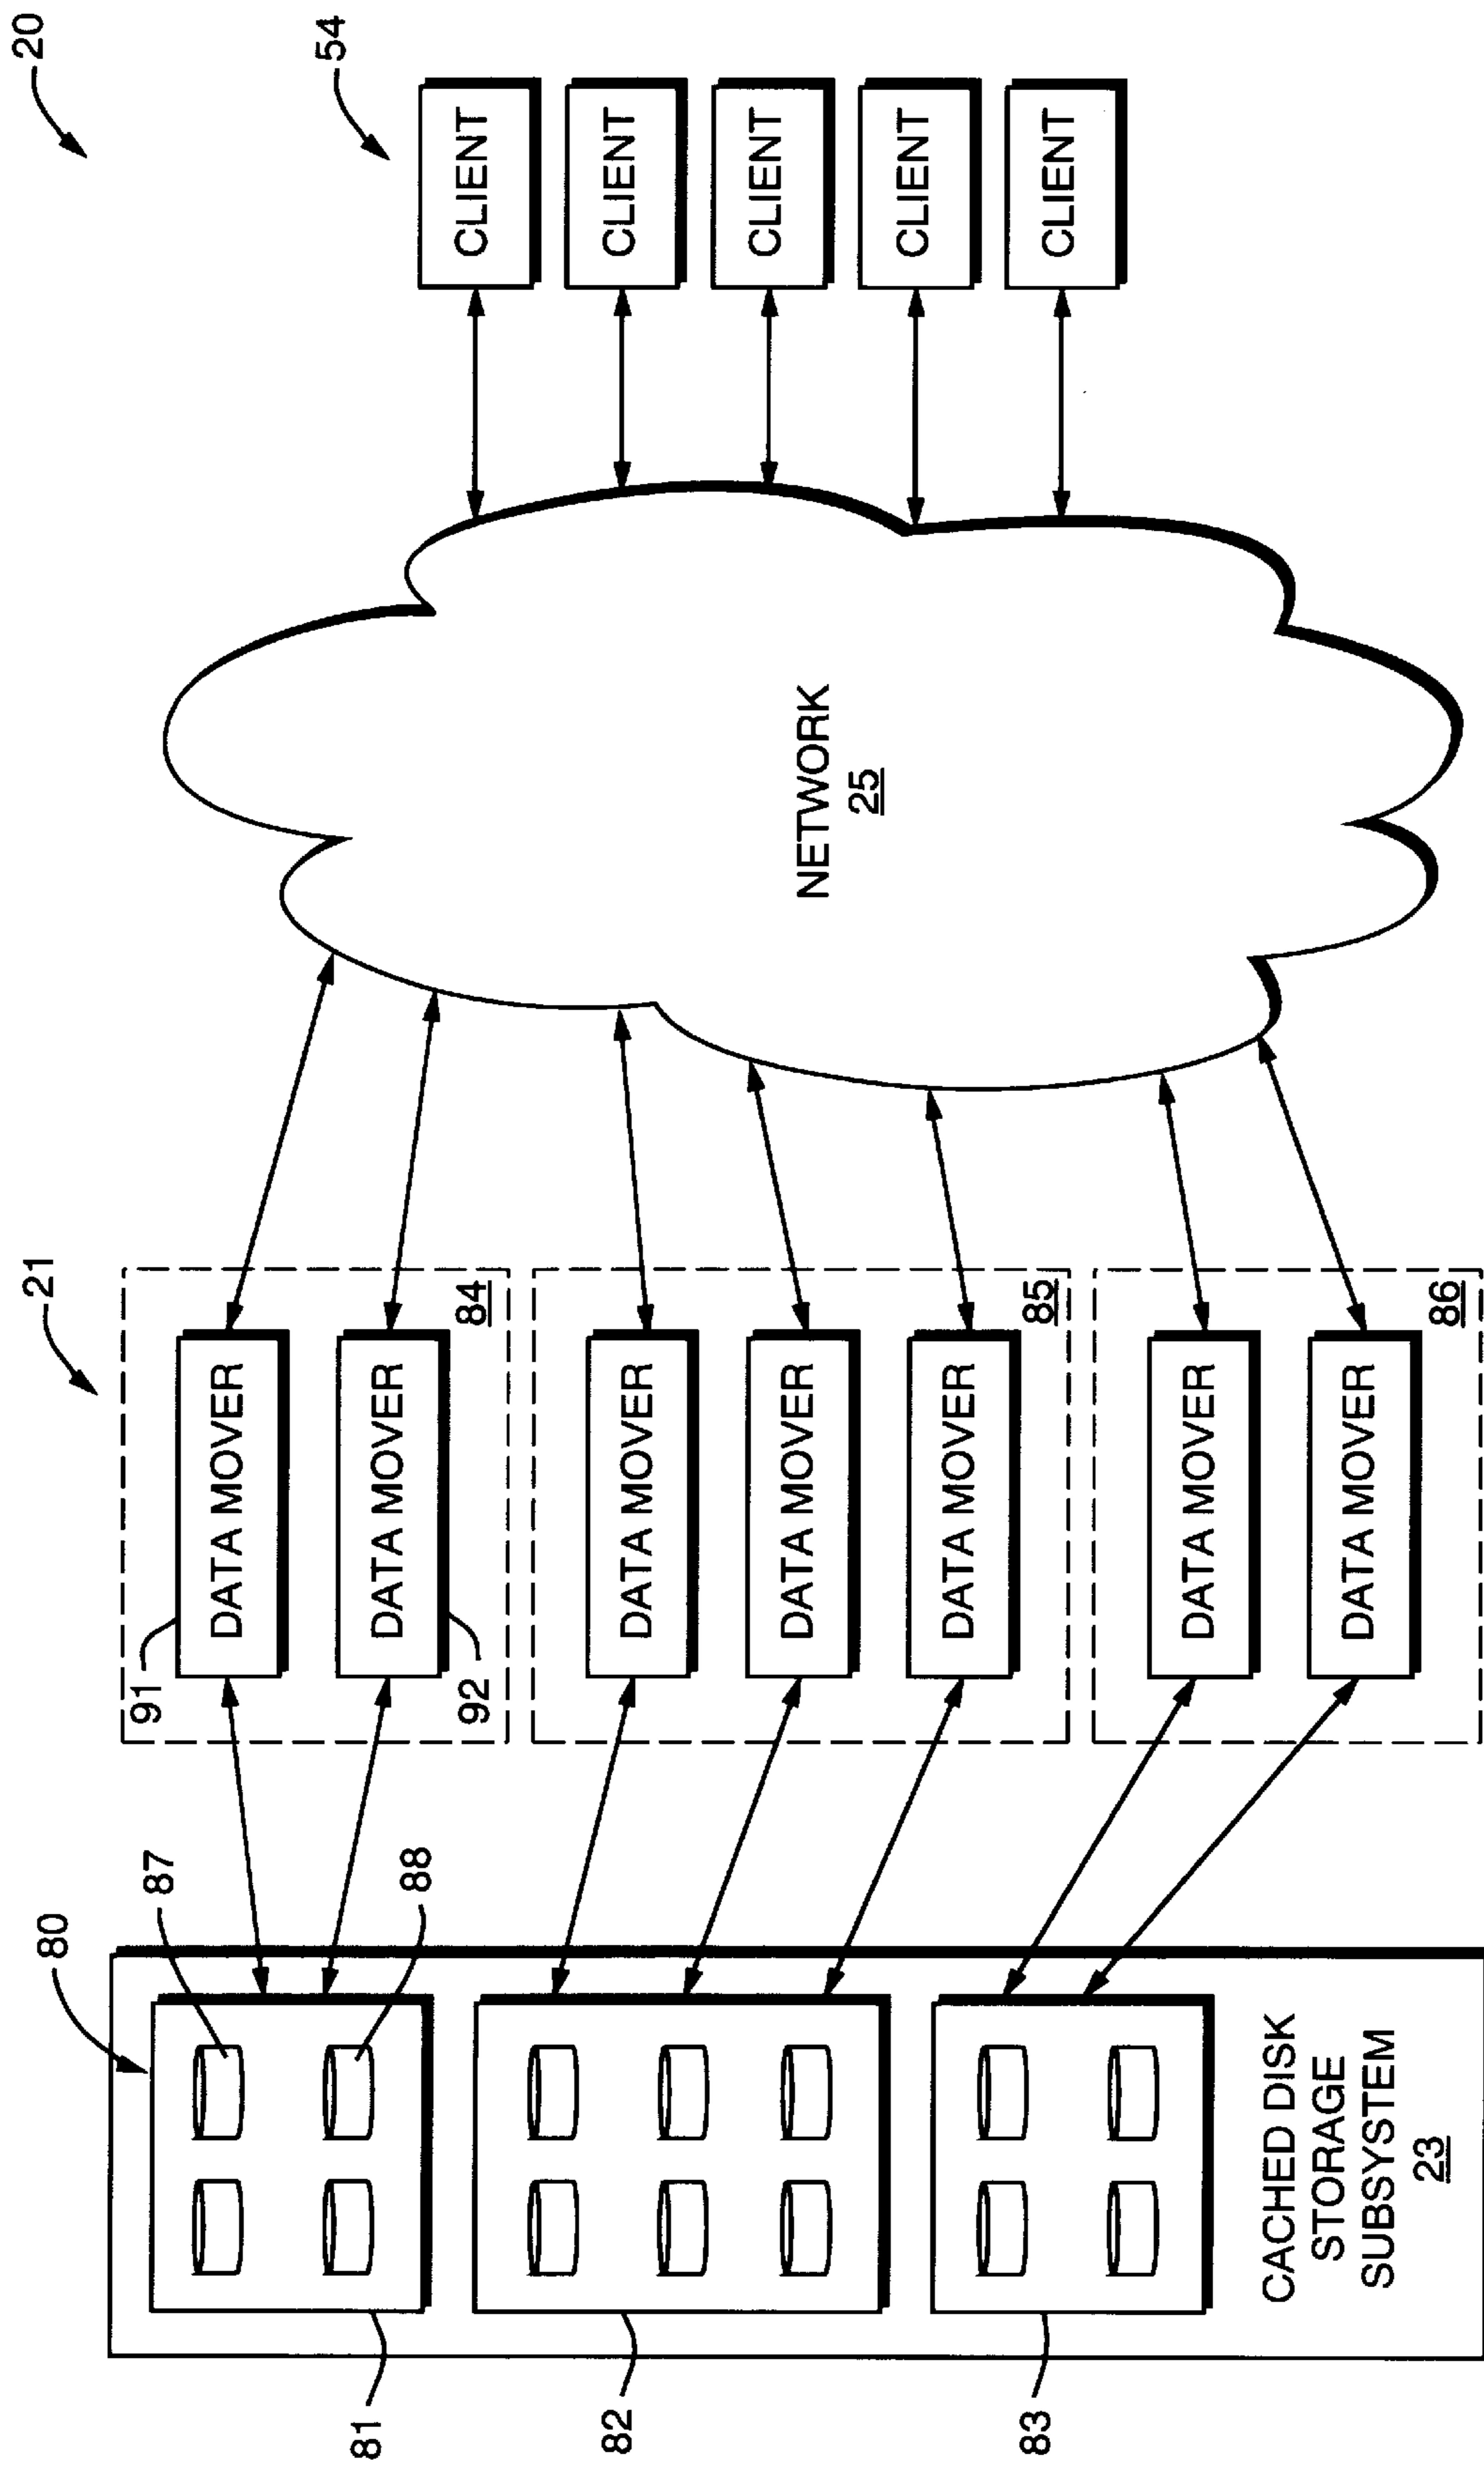 20
21
54
80
87
88
91
92
DATA MOVER
DATA MOVER
84
DATA MOVER
DATA MOVER
DATA MOVER
85
DATA MOVER
DATA MOVER
86
81
82
83
CACHED DISK
STORAGE
SUBSYSTEM
23
NETWORK
25
CLIENT
CLIENT
CLIENT
CLIENT
CLIENT